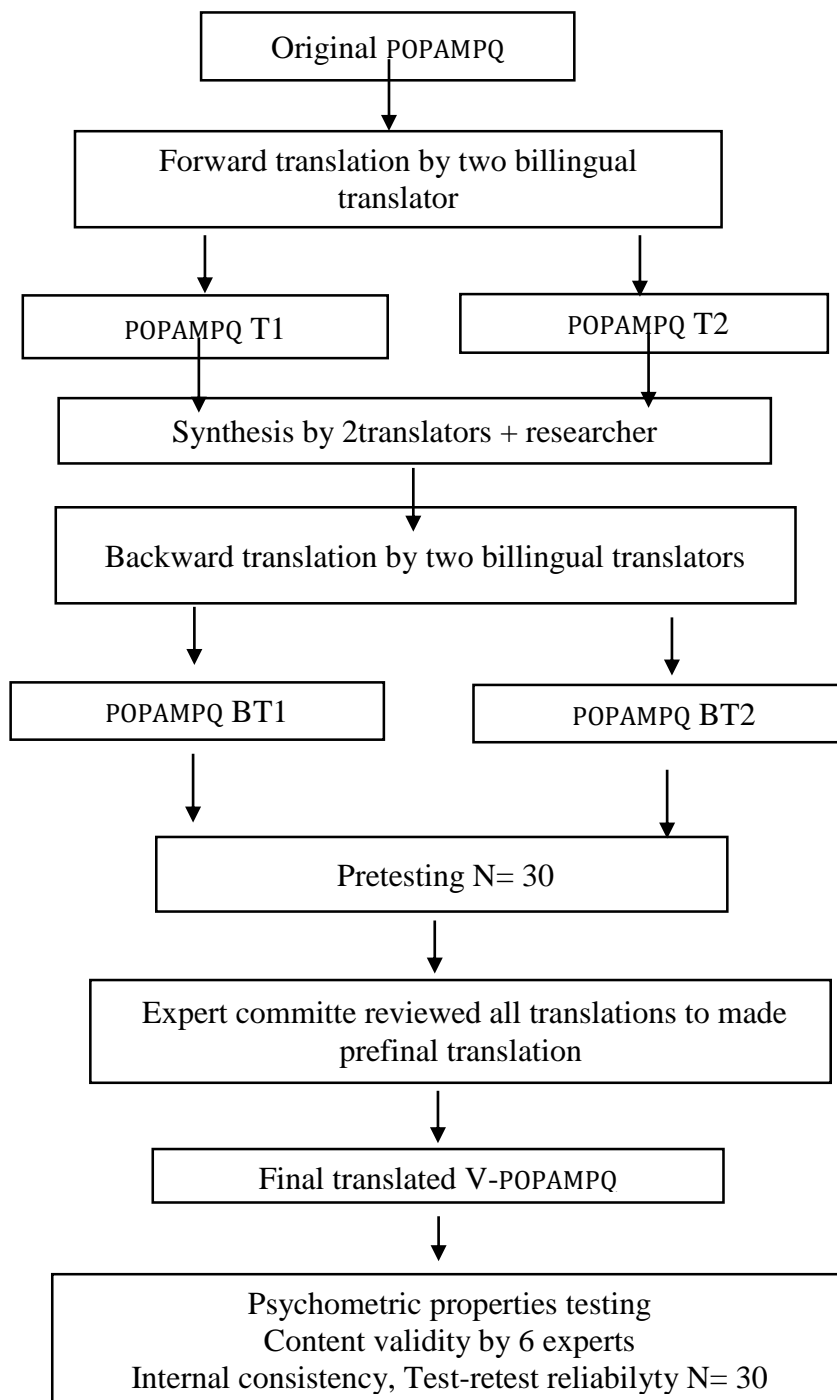 Original POPAMPQ
Forward translation by two billingual
translator
POPAMPQ T1
POPAMPQ T2
Synthesis by 2translators + researcher
Backward translation by two billingual translators
POPAMPQ BT1
POPAMPQ BT2
Pretesting N= 30
Expert committe reviewed all translations to made
prefinal translation
Final translated V-POPAMPQ
Psychometric properties testing
Content validity by 6 experts
Internal consistency, Test-retest reliabilyty N= 30